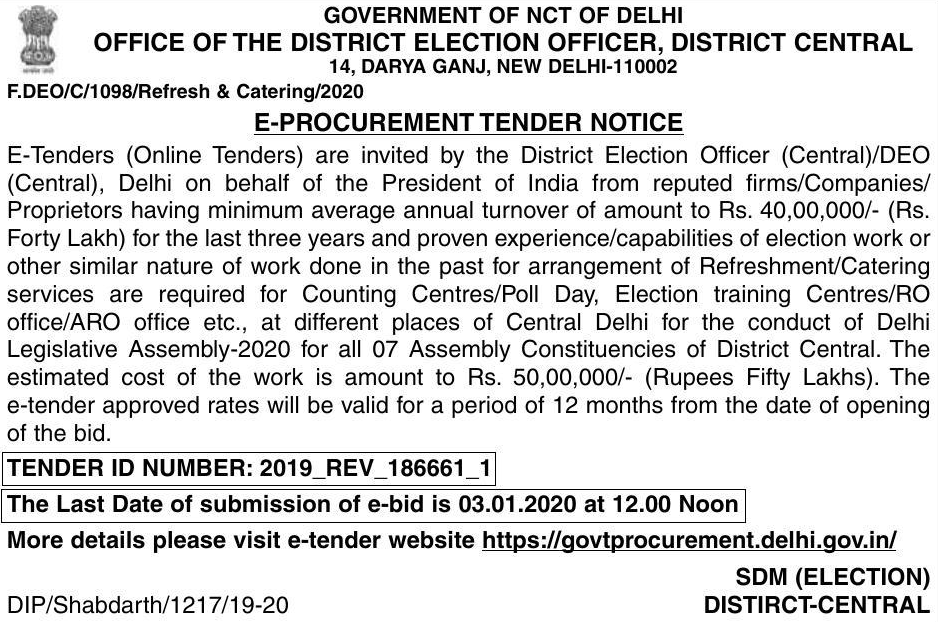 GOVERNMENT OF NCT OF DELHI
OFFICE OF THE DISTRICT ELECTION OFFICER, DISTRICT CENTRAL
14, DARYA GANJ, NEW DELHI-110002
F.DEO/C/1098/Refresh & Catering/2020
E-PROCUREMENT TENDER NOTICE
E-Tenders (Online Tenders) are invited by the District Election Officer (Central)/DEO
(Central), Delhi on behalf of the President of India from reputed firms/Companies/
Proprietors having minimum average annual turnover of amount to Rs. 40,00,000/- (Rs.
Forty Lakh) for the last three years and proven experience/capabilities of election work or
other similar nature of work done in the past for arrangement of Refreshment/Catering
services are required for Counting Centres/Poll Day, Election training Centres/RO
office/ARO office etc., at different places of Central Delhi for the conduct of Delhi
Legislative Assembly-2020 for all 07 Assembly Constituencies of District Central. The
estimated cost of the work is amount to Rs. 50,00,000/- (Rupees Fifty Lakhs). The
e-tender approved rates will be valid for a period of 12 months from the date of opening
of the bid.
TENDER ID NUMBER: 2019_REV_186661_1
The Last Date of submission of e-bid is 03.01.2020 at 12.00 Noon
More details please visit e-tender website https://govtprocurement.delhi.gov.in/
SDM (ELECTION)
DIP/Shabdarth/1217/19-20 DISTIRCT-CENTRAL